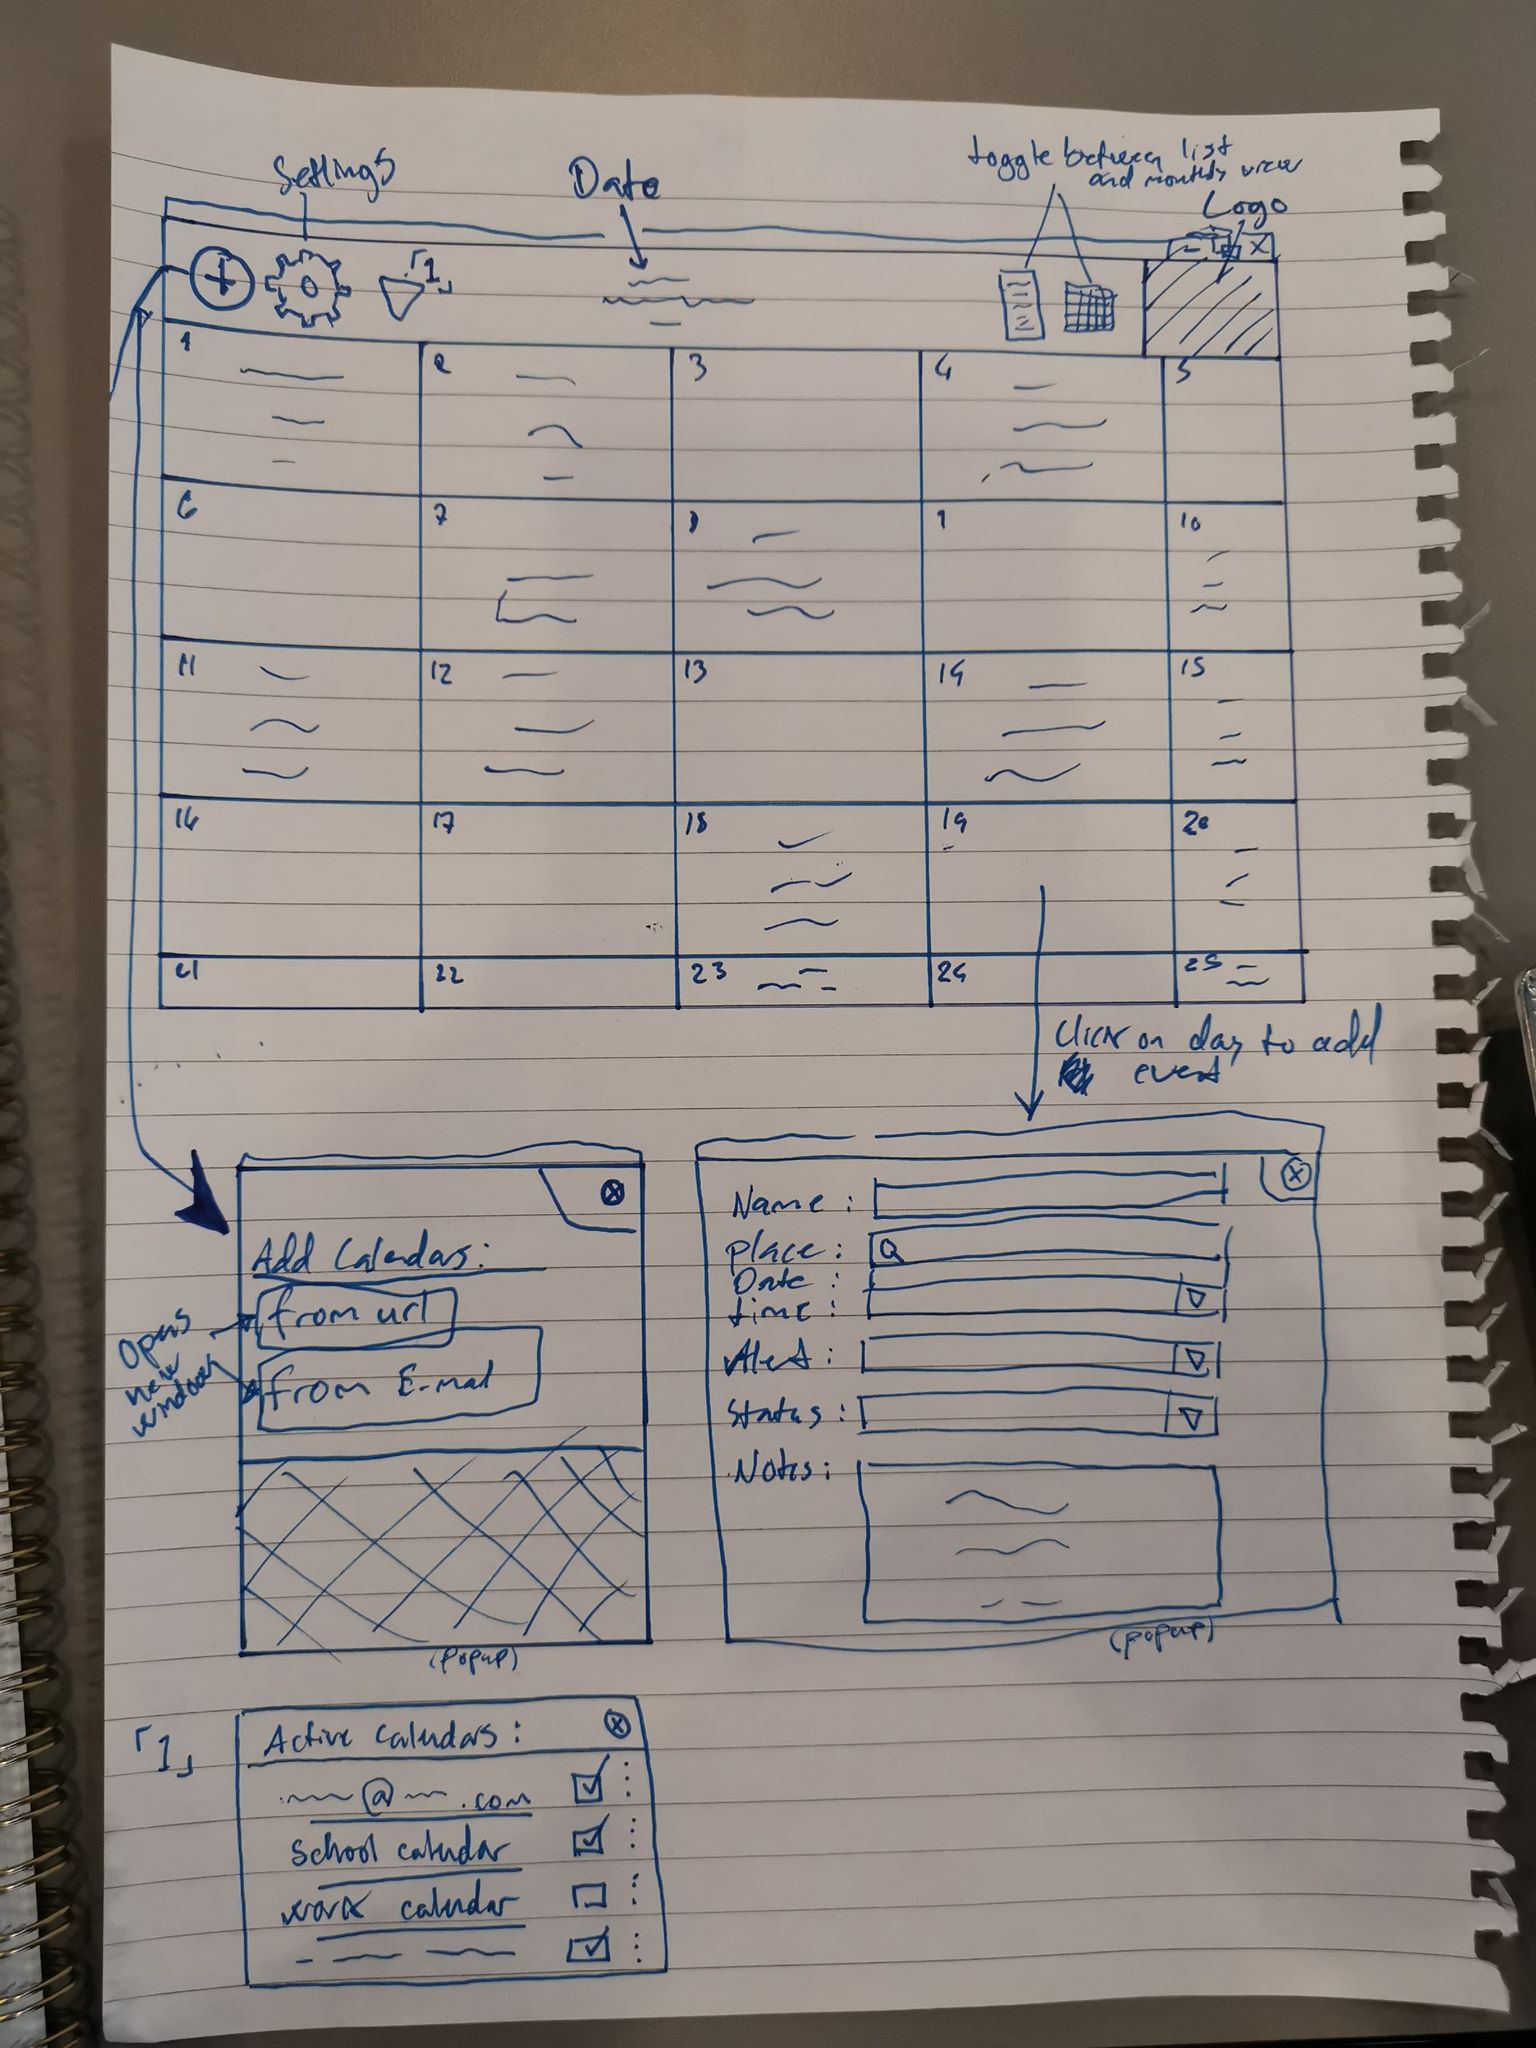 Settings
Date
toggle between list
and monthly view
Logo
「1」
1 2 3 4 5
6 7 8 9 10
11 12 13 14 15
16 17 18 19 20
21 22 23 24 25
Click on day to add
event
Add Calendars:
from url
from E-mail
Opens
new
window
(popup)
Name:
Place:
Date
time:
Alert:
Status:
Notes:
(popup)
「1」
Active Calendars:
@ .com
School calendar
work calendar